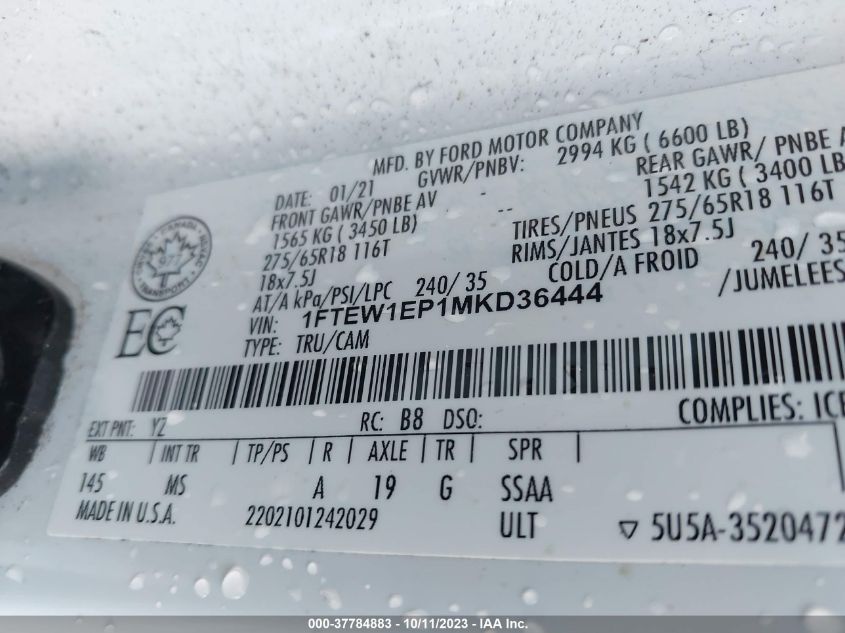 MFD. BY FORD MOTOR COMPANY
DATE: 01/21 GVWR/PNBV: 2994 KG ( 6600 LB)
FRONT GAWR/PNBE AV - REAR GAWR/ PNBE
1565 KG ( 3450 LB) -- 1542 KG ( 3400 LB
275/65R18 116T TIRES/PNEUS 275/65R18 116T
18x7.5J RIMS/JANTES 18x7.5J
AT/A kPa/PSI/LPC 240/ 35 COLD/A FROID 240/ 35
VIN: 1FTEW1EP1MKD36444 /JUMELEES
TYPE: TRU/CAM
CANADA
TRANSPORT
EC
EXT PNT: YZ RC: B8 DSO: COMPLIES: ICE
WB | INT TR | TP/PS | R | AXLE | TR | SPR |
145 MS A 19 G SSAA
MADE IN U.S.A. 2202101242029 ULT ▽ 5U5A-3520472
000-37784883 - 10/11/2023 - IAA Inc.